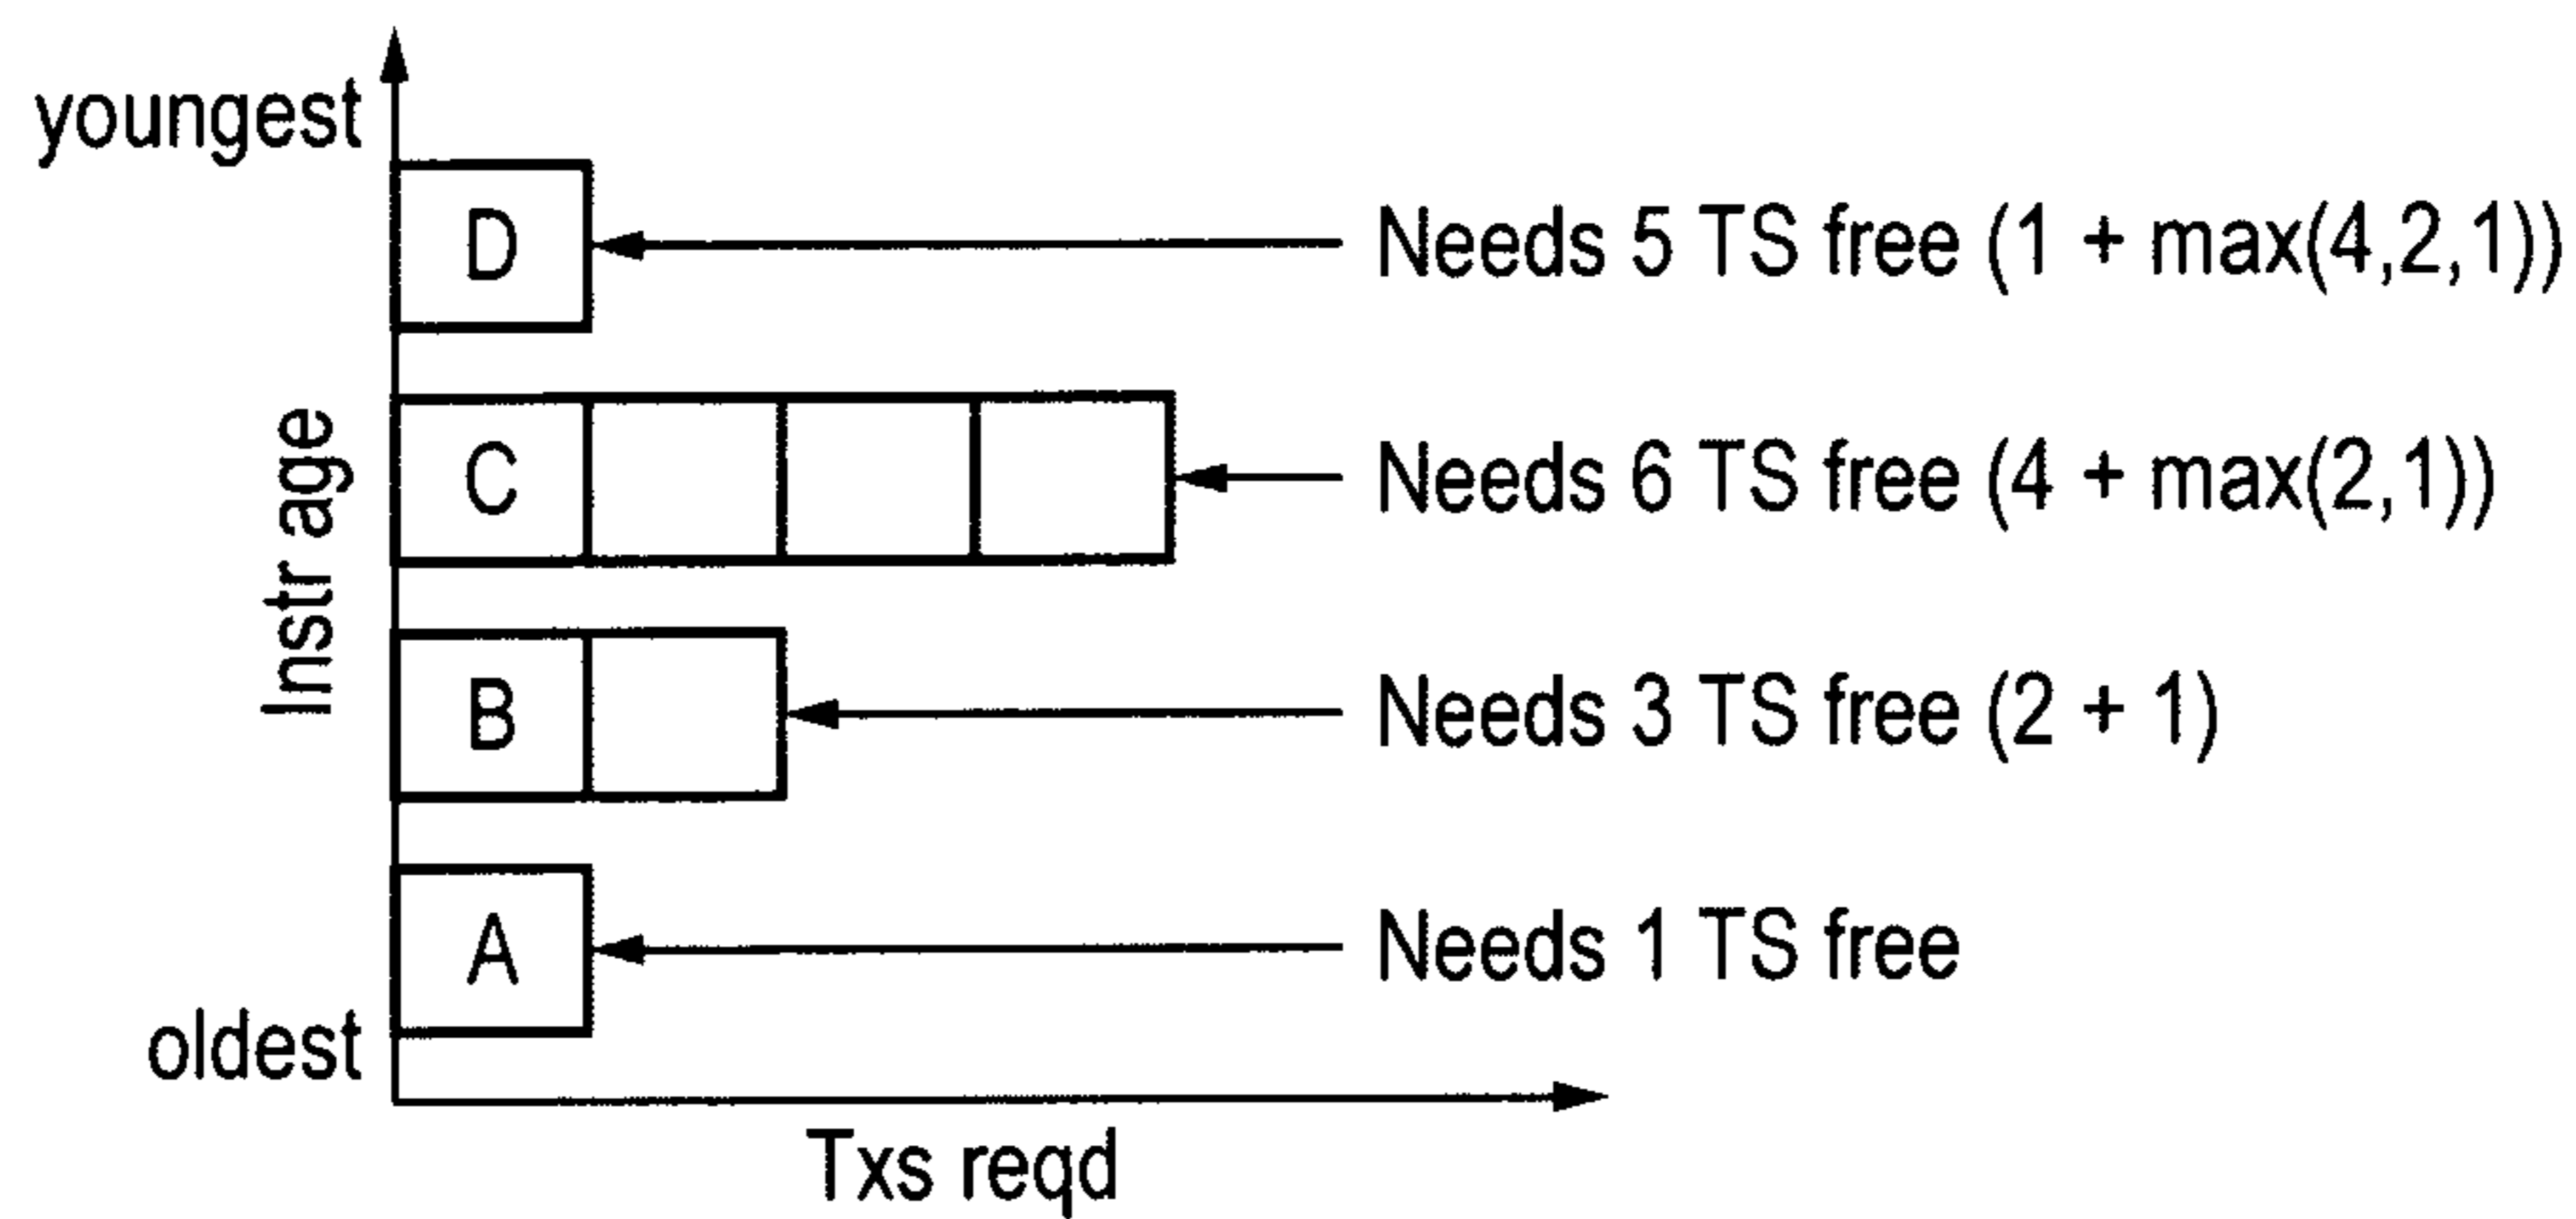 youngest
D
Needs 5 TS free (1 + max(4,2,1))
C
Needs 6 TS free (4 + max(2,1))
Instr age
B
Needs 3 TS free (2 + 1)
A
Needs 1 TS free
oldest
Txs reqd